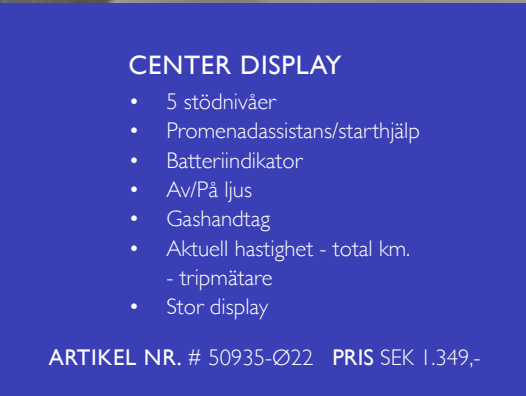 CENTER DISPLAY
• 5 stödnivåer
• Promenadassistans/starthjälp
• Batteriindikator
• Av/På ljus
• Gashandtag
• Aktuell hastighet - total km.
- tripmätare
• Stor display
ARTIKEL NR. # 50935-Ø22 PRIS SEK 1.349,-